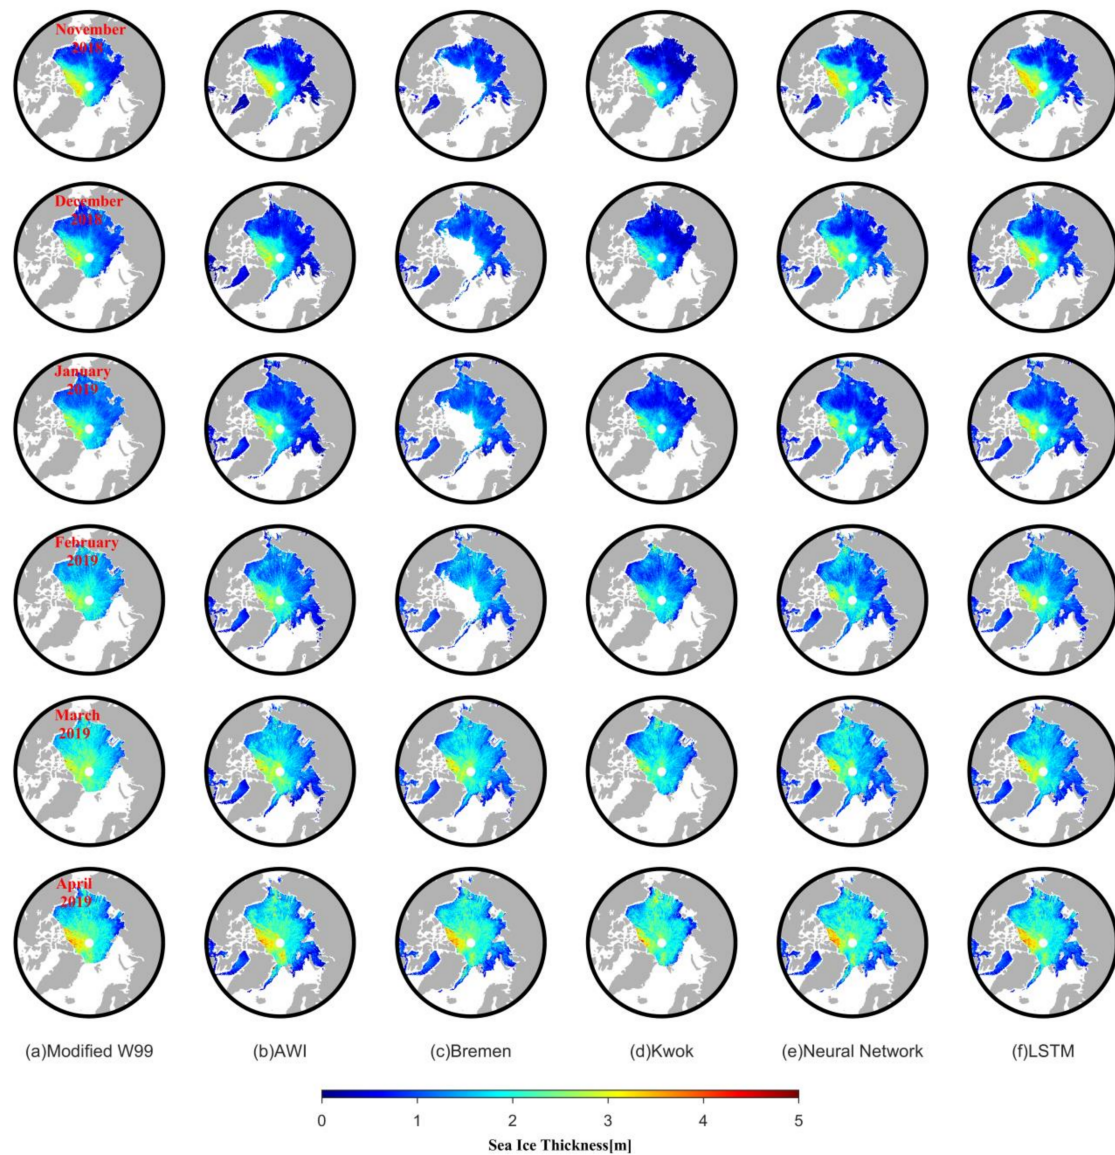 November
2018
December
2018
January
2019
February
2019
March
2019
April
2019
(a)Modified W99
(b)AWI
(c)Bremen
(d)Kwok
(e)Neural Network
(f)LSTM
0 1 2 3 4 5
Sea Ice Thickness[m]